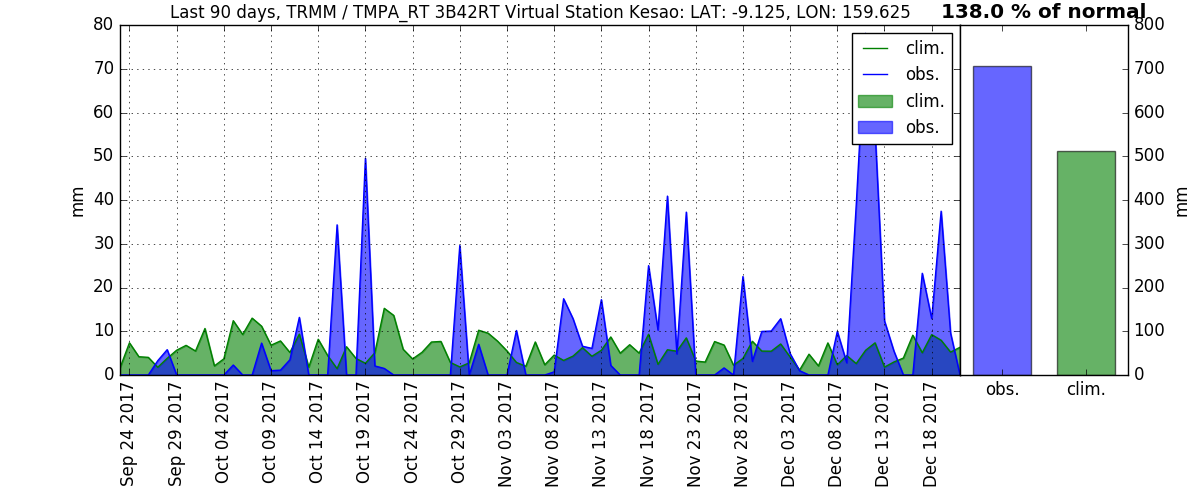 Last 90 days, TRMM / TMPA_RT 3B42RT Virtual Station Kesao: LAT: -9.125, LON: 159.625
138.0 % of normal
80
70
60
50
40
30
20
10
0
mm
clim.
obs.
clim.
obs.
800
700
600
500
400
300
200
100
0
mm
Sep 24 2017
Sep 29 2017
Oct 04 2017
Oct 09 2017
Oct 14 2017
Oct 19 2017
Oct 24 2017
Oct 29 2017
Nov 03 2017
Nov 08 2017
Nov 13 2017
Nov 18 2017
Nov 23 2017
Nov 28 2017
Dec 03 2017
Dec 08 2017
Dec 13 2017
Dec 18 2017
obs.
clim.